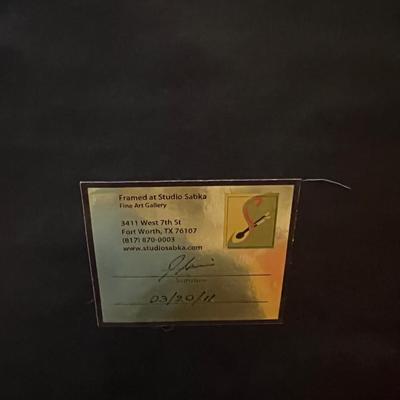 Framed at Studio Sabka
Fine Art Gallery
3411 West 7th St
Fort Worth, TX 76107
(817) 870-0003
www.studiosabka.com
Signature
03/20/11